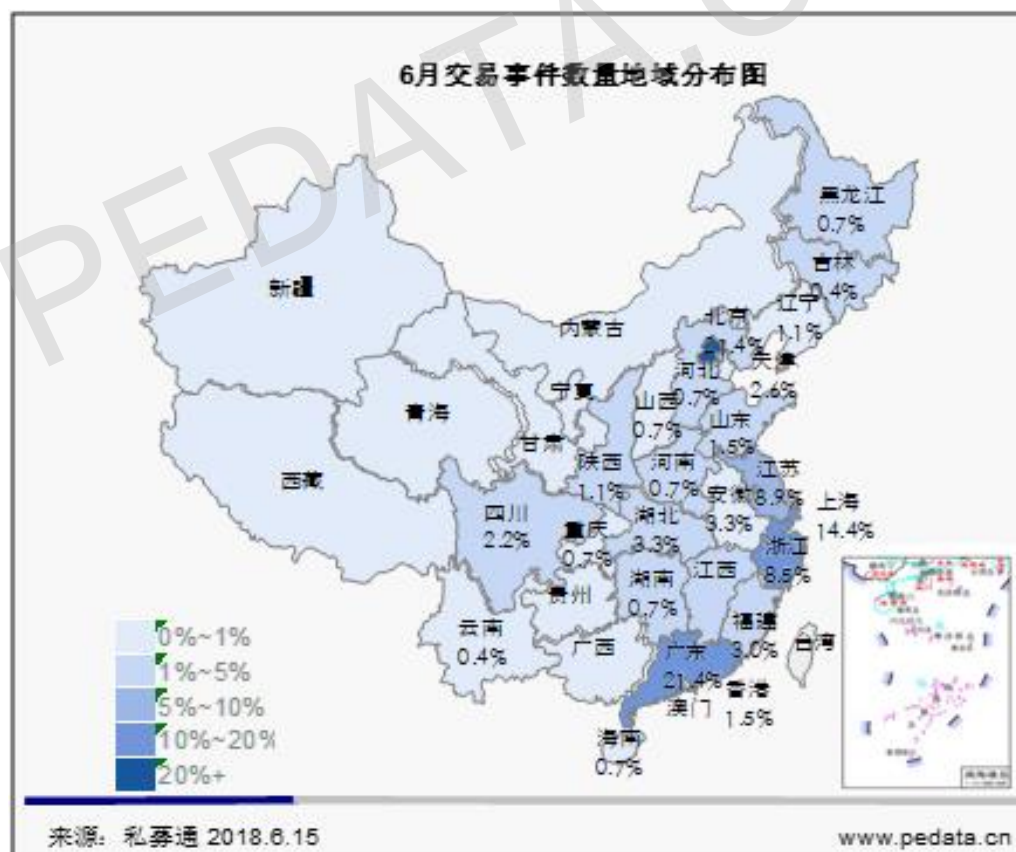 6月交易事件数量地域分布图
PEDATA.C
黑龙江
0.7%
吉林
0.4%
辽宁
1.1%
新疆
内蒙古
北京
天津
2.6%
河北
0.7%
宁夏
山西
0.7%
青海
山东
1.5%
甘肃
陕西
1.1%
河南
0.7%
江苏
8.9%
西藏
安徽
3.3%
上海
14.4%
四川
2.2%
湖北
3.3%
重庆
0.7%
浙江
湖南
0.7%
江西
贵州
福建
3.0%
云南
0.4%
广西
广东
21.4%
台湾
香港
1.5%
澳门
海南
0.7%
0%~1%
1%~5%
5%~10%
10%~20%
20%+
来源：私募通 2018.6.15
www.pedata.cn